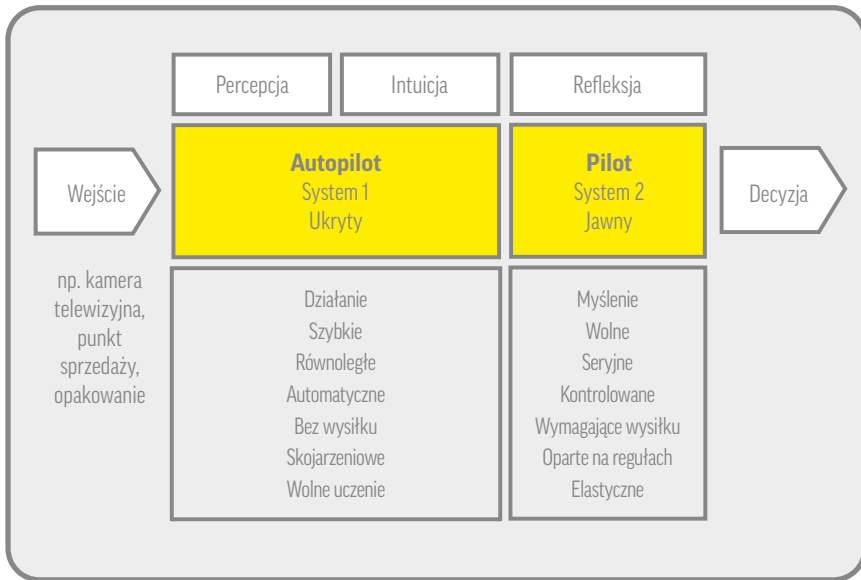 Percepcja
Intuicja
Refleksja
Wejście
np. kamera
telewizyjna,
punkt
sprzedaży,
opakowanie
Autopilot
System 1
Ukryty
Działanie
Szybkie
Równoległe
Automatyczne
Bez wysiłku
Skojarzeniowe
Wolne uczenie
Pilot
System 2
Jawny
Myślenie
Wolne
Seryjne
Kontrolowane
Wymagające wysiłku
Oparte na regułach
Elastyczne
Decyzja